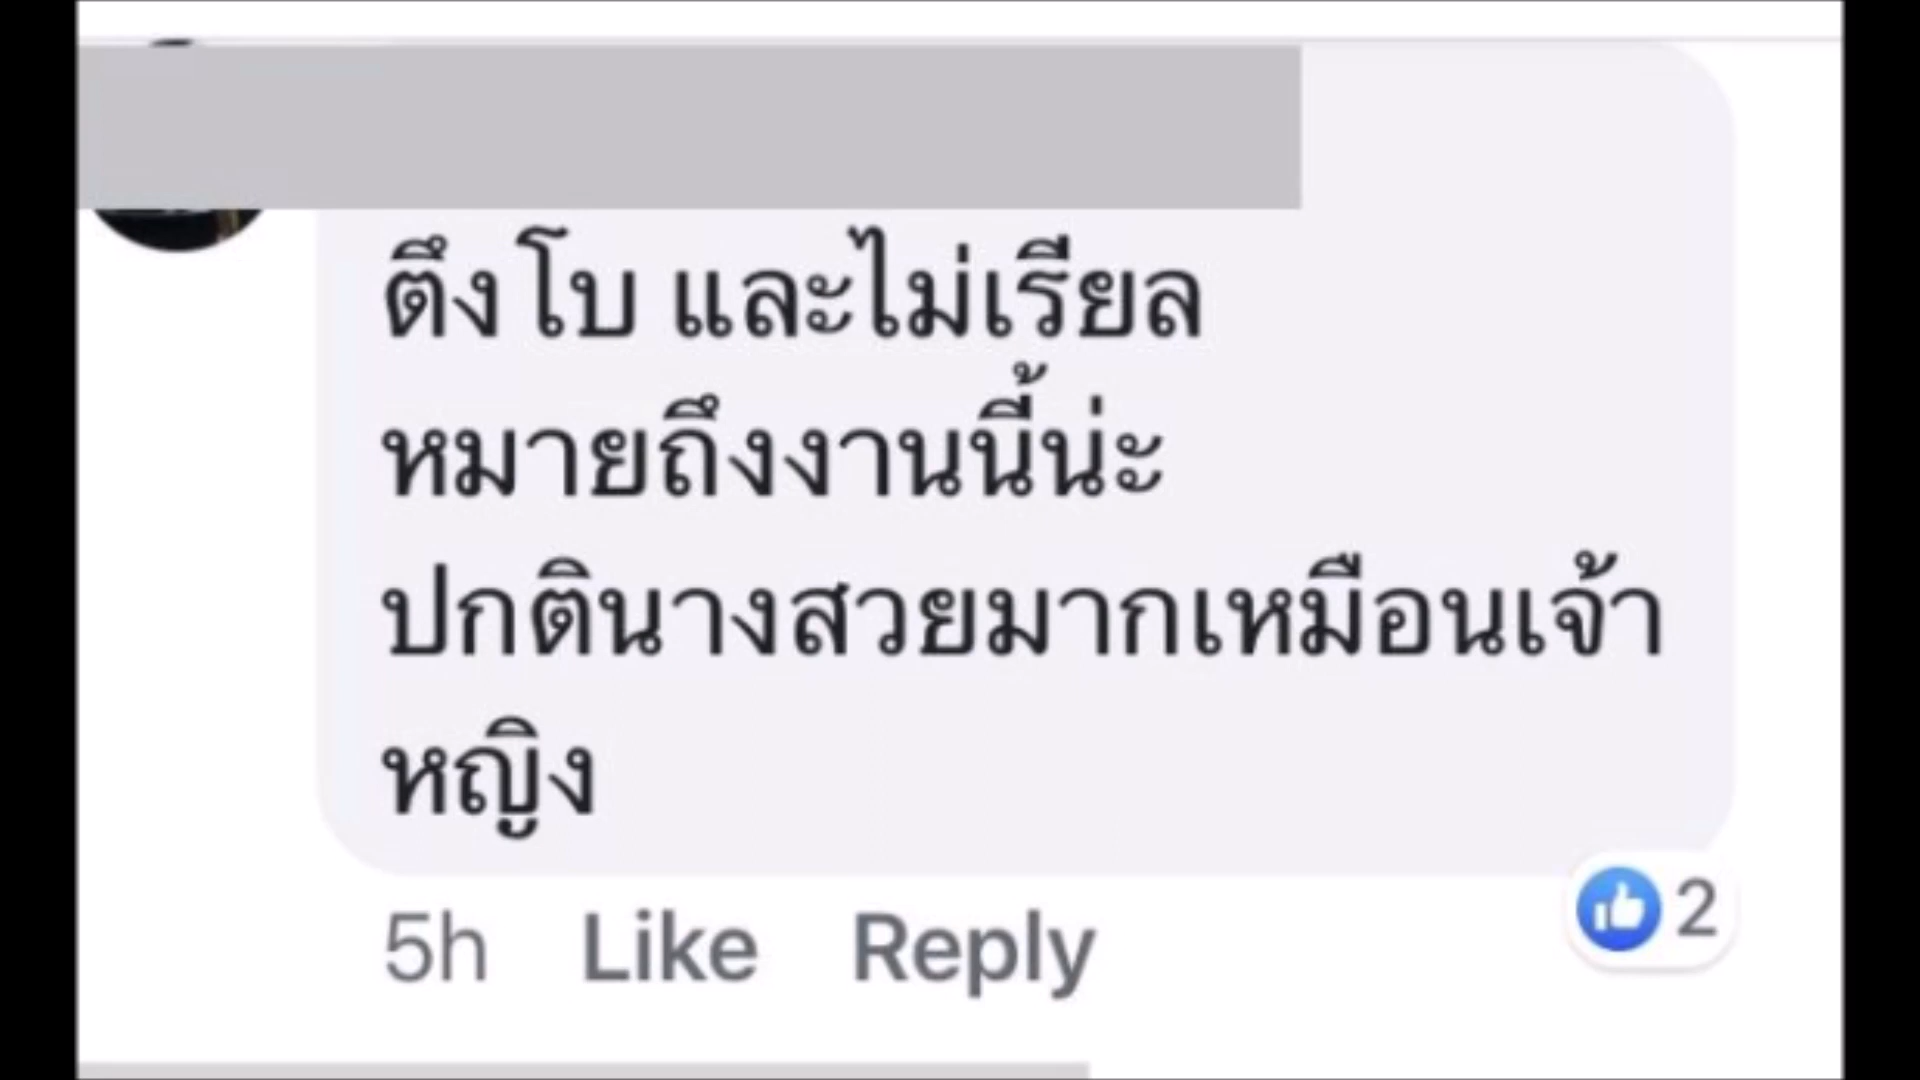 ตึงโบ และไม่เรียล
หมายถึงงานนี้น่ะ
ปกตินางสวยมากเหมือนเจ้า
หญิง
5h Like Reply
2